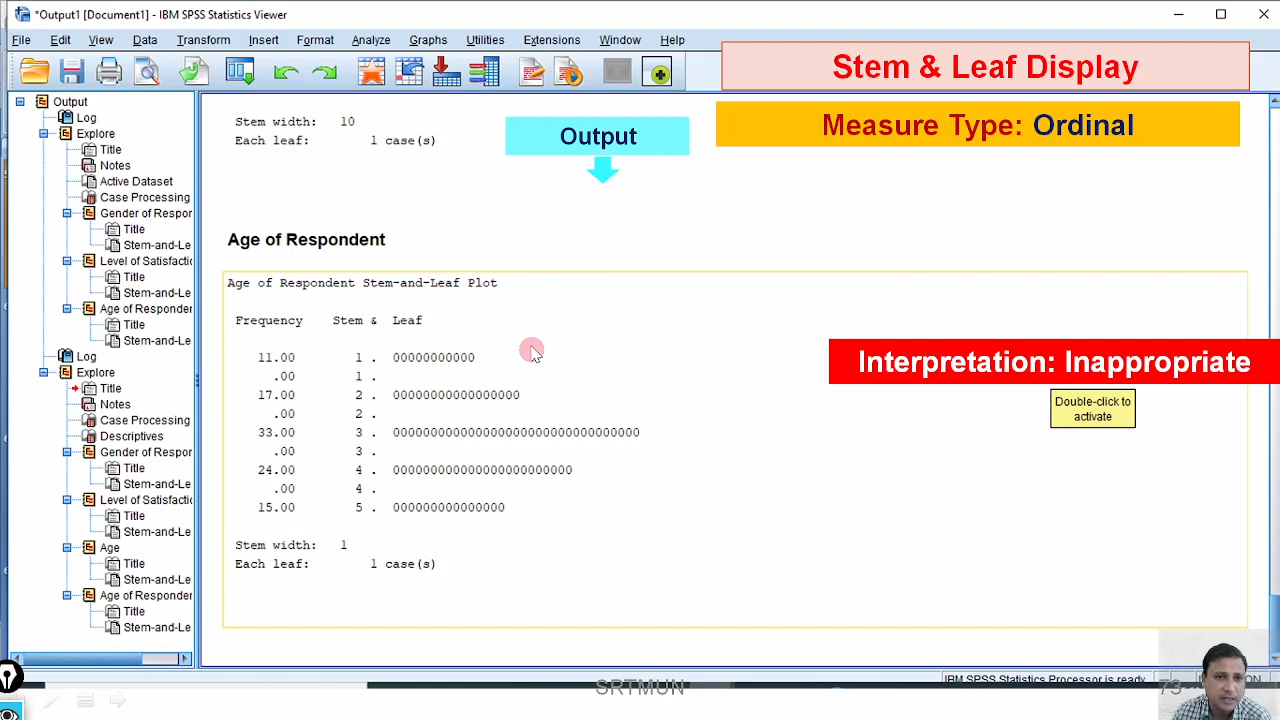 *Output1 [Document1] - IBM SPSS Statistics Viewer
File Edit View Data Transform Insert Format Analyze Graphs Utilities Extensions Window Help
Stem & Leaf Display
Measure Type: Ordinal
Output
Log
Explore
Title
Notes
Active Dataset
Case Processing
Gender of Respor
Title
Stem-and-Le
Level of Satisfactic
Title
Stem-and-Le
Age of Responder
Title
Stem-and-Le
Log
Explore
Title
Notes
Case Processing
Descriptives
Gender of Respor
Title
Stem-and-Le
Level of Satisfactic
Title
Stem-and-Le
Age
Title
Stem-and-Le
Age of Responder
Title
Stem-and-Le
Stem width: 10
Each leaf: 1 case(s)
Output
Age of Respondent
Age of Respondent Stem-and-Leaf Plot
Frequency Stem & Leaf
11.00 1 . 00000000000
.00 1 .
17.00 2 . 00000000000000000
.00 2 .
33.00 3 . 000000000000000000000000000000000
.00 3 .
24.00 4 . 000000000000000000000000
.00 4 .
15.00 5 . 000000000000000
Stem width: 1
Each leaf: 1 case(s)
Interpretation: Inappropriate
Double-click to
activate
IBM SPSS Statistics Processor is ready
SRTMUN